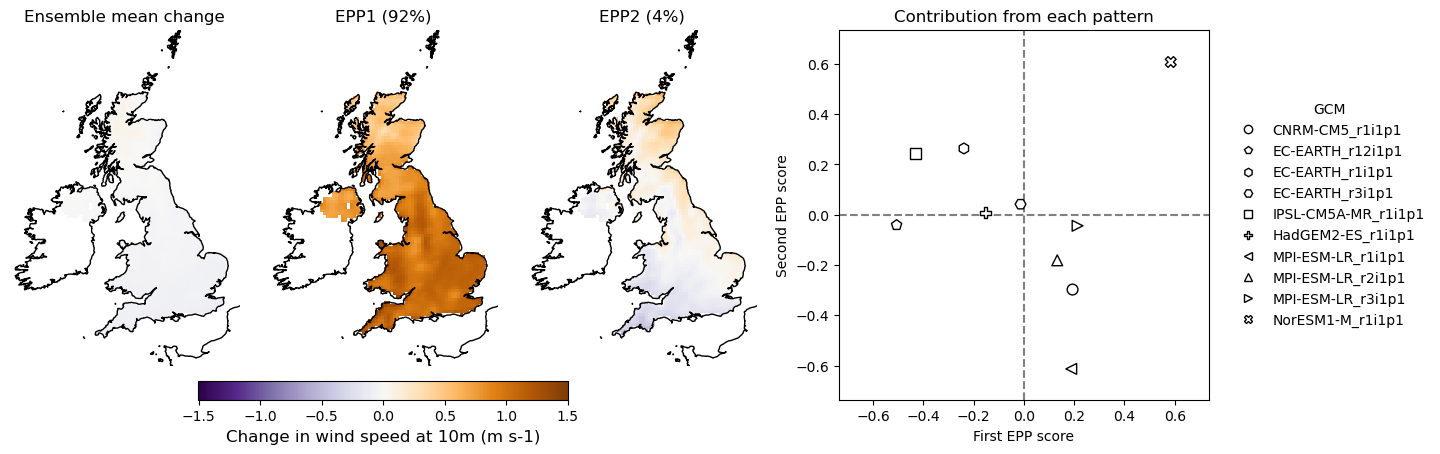 Ensemble mean change
EPP1 (92%)
EPP2 (4%)
−1.5
−1.0
−0.5
0.0
0.5
1.0
1.5
Change in wind speed at 10m (m s-1)
Contribution from each pattern
Second EPP score
0.6
0.4
0.2
0.0
−0.2
−0.4
−0.6
−0.6
−0.4
−0.2
0.0
0.2
0.4
0.6
First EPP score
GCM
CNRM-CM5_r1i1p1
EC-EARTH_r12i1p1
EC-EARTH_r1i1p1
EC-EARTH_r3i1p1
IPSL-CM5A-MR_r1i1p1
HadGEM2-ES_r1i1p1
MPI-ESM-LR_r1i1p1
MPI-ESM-LR_r2i1p1
MPI-ESM-LR_r3i1p1
NorESM1-M_r1i1p1